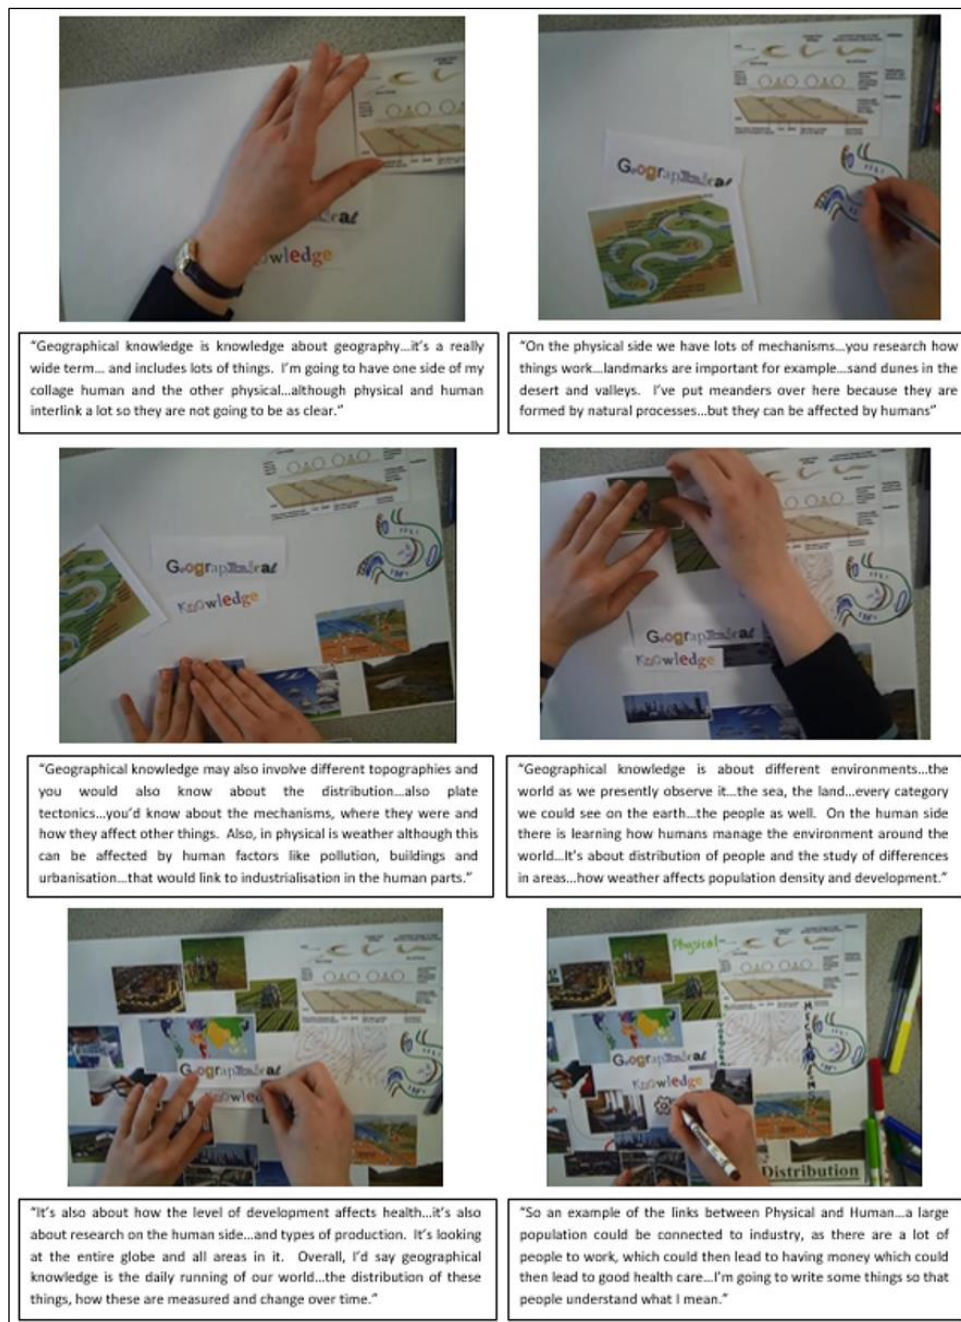 Geographical
Knowledge
"Geographical knowledge is knowledge about geography...it's a really
wide term... and includes lots of things. I'm going to have one side of my
collage human and the other physical...although physical and human
interlink a lot so they are not going to be as clear."
Geographical
"On the physical side we have lots of mechanisms...you research how
things work...landmarks are important for example...sand dunes in the
desert and valleys. I've put meanders over here because they are
formed by natural processes...but they can be affected by humans"
Geographical
Knowledge
"Geographical knowledge may also involve different topographies and
you would also know about the distribution...also plate
tectonics...you'd know about the mechanisms, where they were and
how they affect other things. Also, in physical is weather although this
can be affected by human factors like pollution, buildings and
urbanisation...that would link to industrialisation in the human parts."
Geographical
Knowledge
"Geographical knowledge is about different environments...the
world as we presently observe it...the sea, the land...every category
we could see on the earth...the people as well. On the human side
there is learning how humans manage the environment around the
world...It's about distribution of people and the study of differences
in areas...how weather affects population density and development."
Geographical
Knowledge
"It's also about how the level of development affects health...it's also
about research on the human side...and types of production. It's looking
at the entire globe and all areas in it. Overall, I'd say geographical
knowledge is the daily running of our world...the distribution of these
things, how these are measured and change over time."
Physical
MECHANISMS
Geographical
Knowledge
Distribution
"So an example of the links between Physical and Human...a large
population could be connected to industry, as there are a lot of
people to work, which could then lead to having money which could
then lead to good health care...I'm going to write some things so that
people understand what I mean."